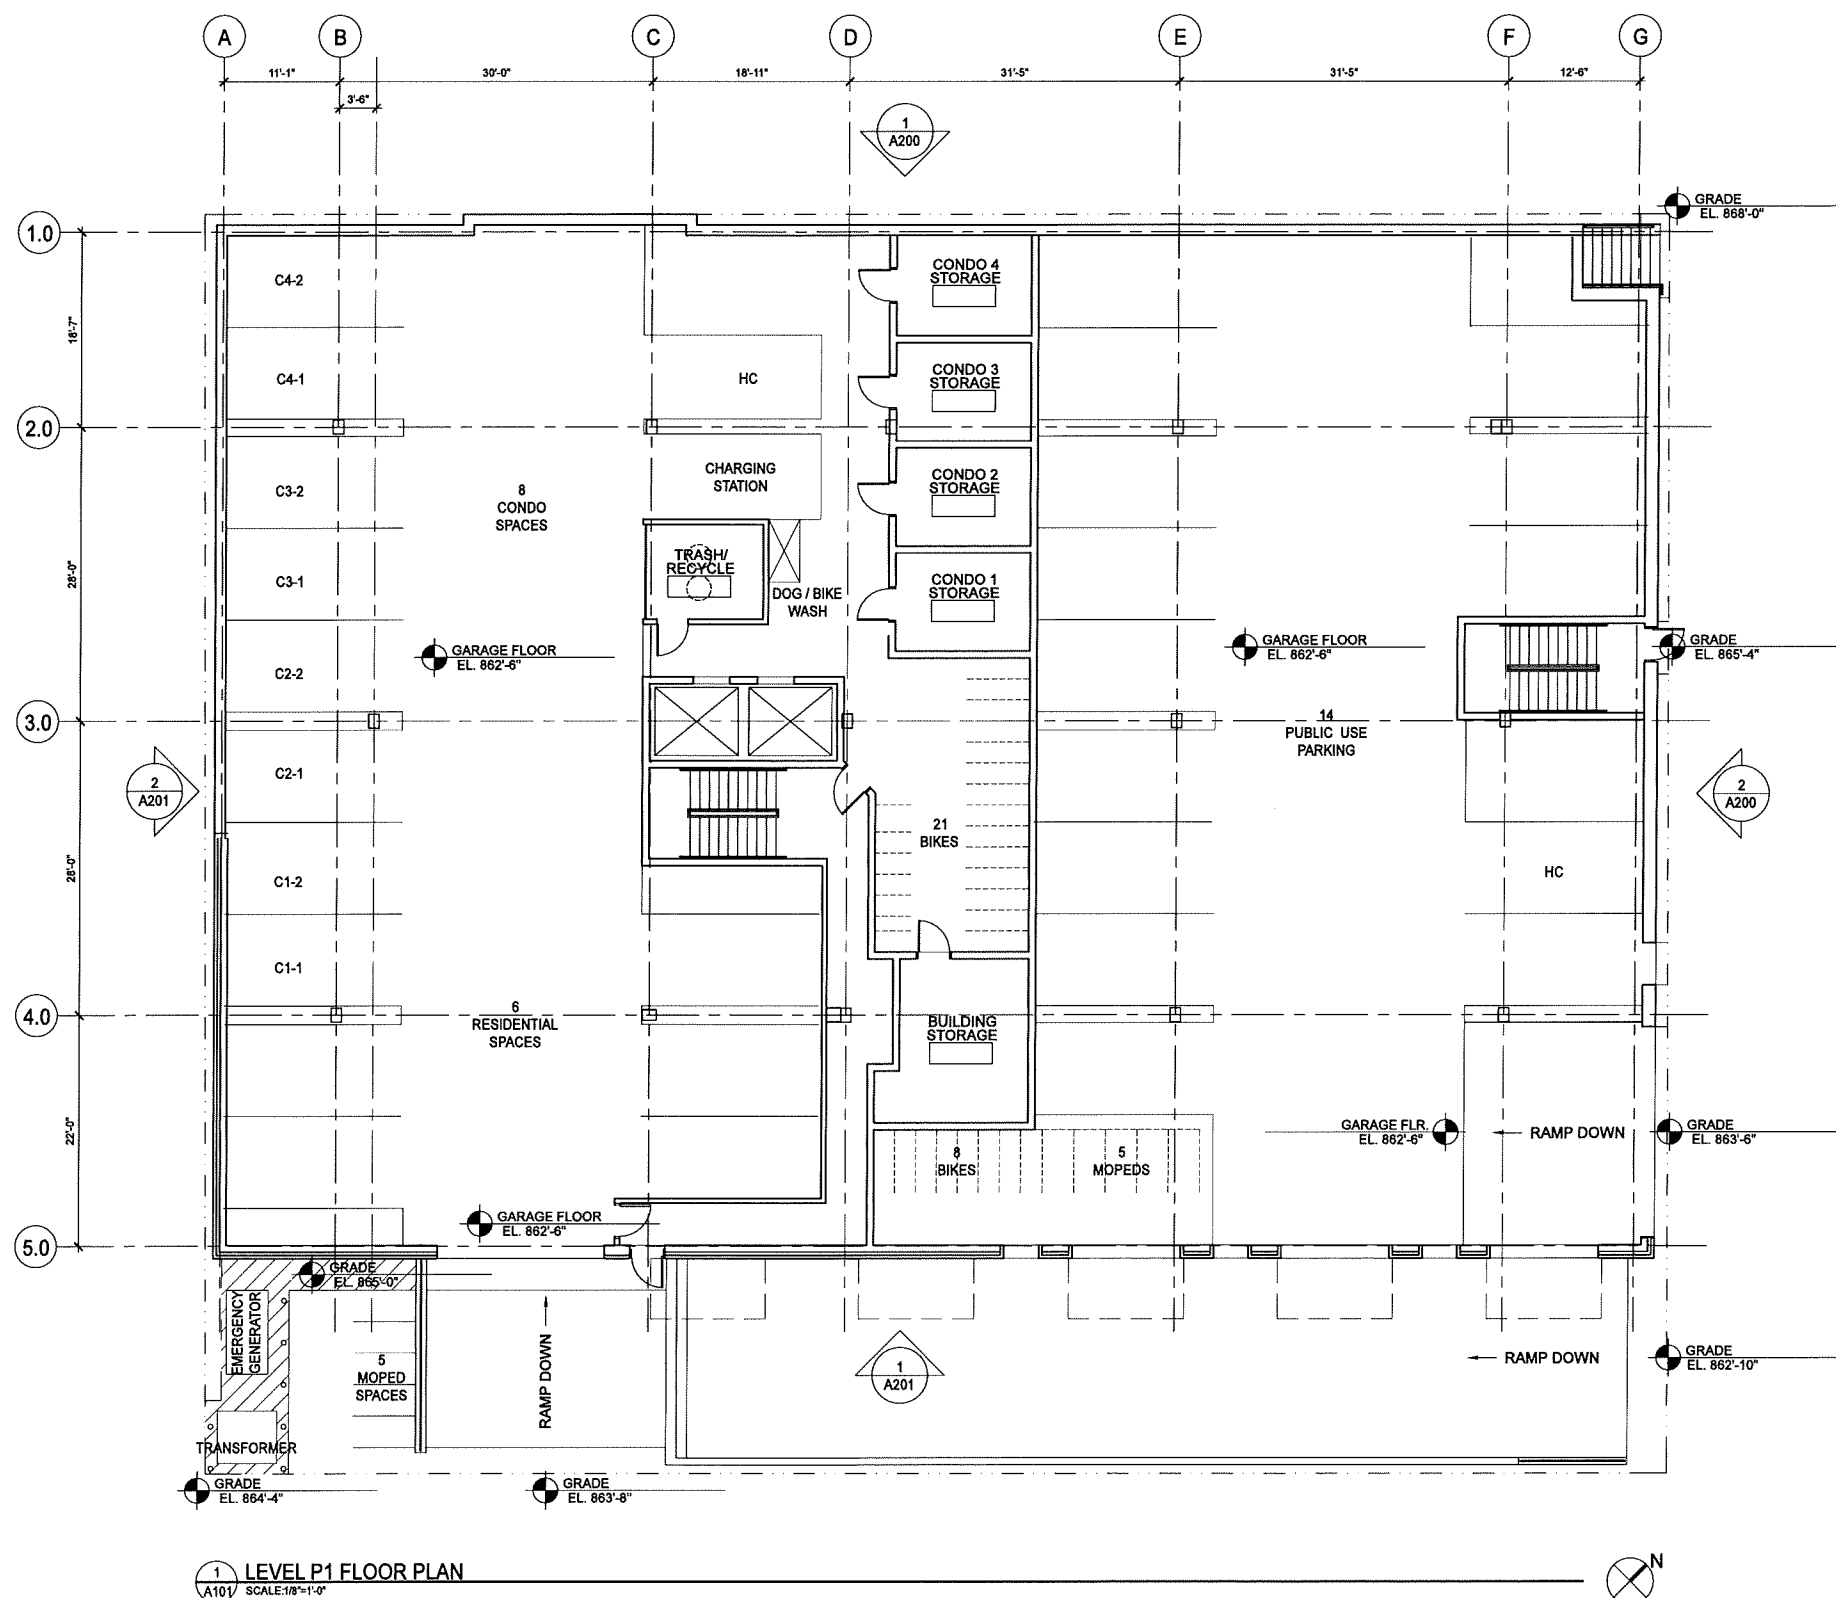 A
B
C
D
E
F
G
11'-1"
30'-0"
18'-11"
31'-5"
31'-5"
12'-6"
3'-6"
1
A200
GRADE
EL. 868'-0"
1.0
18'-7"
C4-2
CONDO 4
STORAGE
C4-1
HC
CONDO 3
STORAGE
2.0
28'-0"
C3-2
8
CONDO
SPACES
CHARGING
STATION
CONDO 2
STORAGE
C3-1
TRASH/
RECYCLE
DOG / BIKE
WASH
CONDO 1
STORAGE
C2-2
GARAGE FLOOR
EL. 862'-6"
GARAGE FLOOR
EL. 862'-6"
GRADE
EL. 865'-4"
3.0
14
PUBLIC USE
PARKING
2
A201
C2-1
2
A200
28'-0"
21
BIKES
C1-2
HC
C1-1
4.0
6
RESIDENTIAL
SPACES
BUILDING
STORAGE
22'-0"
GARAGE FLR.
EL. 862'-6"
RAMP DOWN
GRADE
EL. 863'-6"
8
BIKES
5
MOPEDS
GARAGE FLOOR
EL. 862'-6"
5.0
GRADE
EL. 865'-0"
EMERGENCY
GENERATOR
5
MOPED
SPACES
RAMP DOWN
1
A201
RAMP DOWN
GRADE
EL. 862'-10"
TRANSFORMER
GRADE
EL. 864'-4"
GRADE
EL. 863'-8"
1
A101
LEVEL P1 FLOOR PLAN
SCALE:1/8"=1'-0"
N